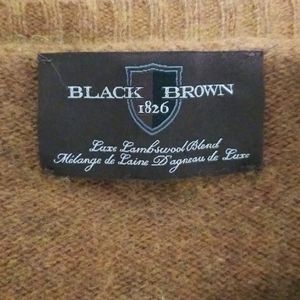 BLACK BROWN
1826
Luxe Lambswool Blend
Mélange de Laine D'agneau de Luxe